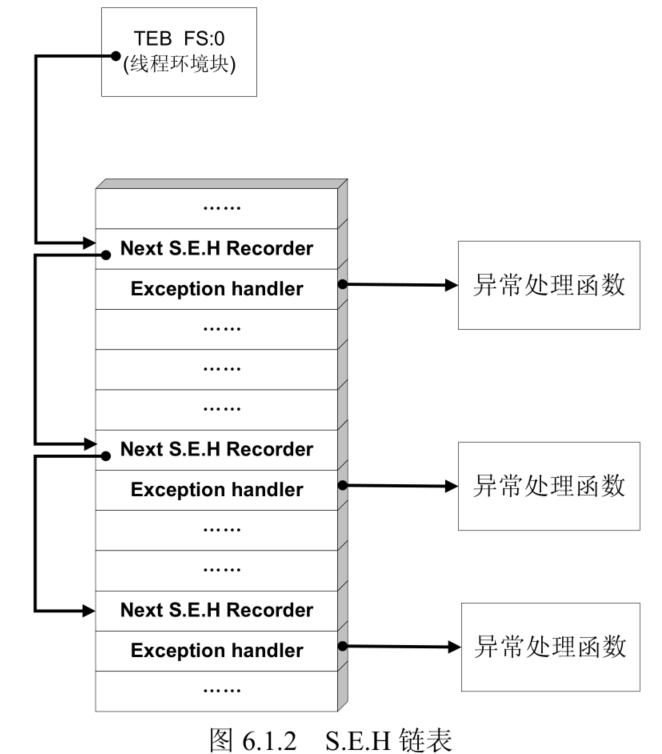 TEB FS:0
(线程环境块)
……
Next S.E.H Recorder
Exception handler
异常处理函数
……
……
……
Next S.E.H Recorder
Exception handler
异常处理函数
……
……
Next S.E.H Recorder
Exception handler
异常处理函数
……
图 6.1.2 S.E.H 链表